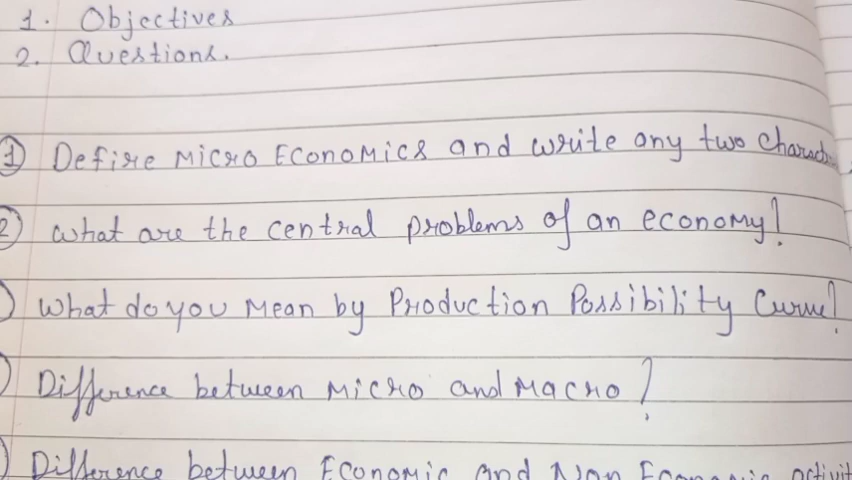 1. Objectives
2. Questions.
1 Define Micro Economics and write any two
2 what are the central problems of an economy?
What do you mean by Production Possibility Curve?
Difference between micro and macro?
Difference between Economic and Non Economic